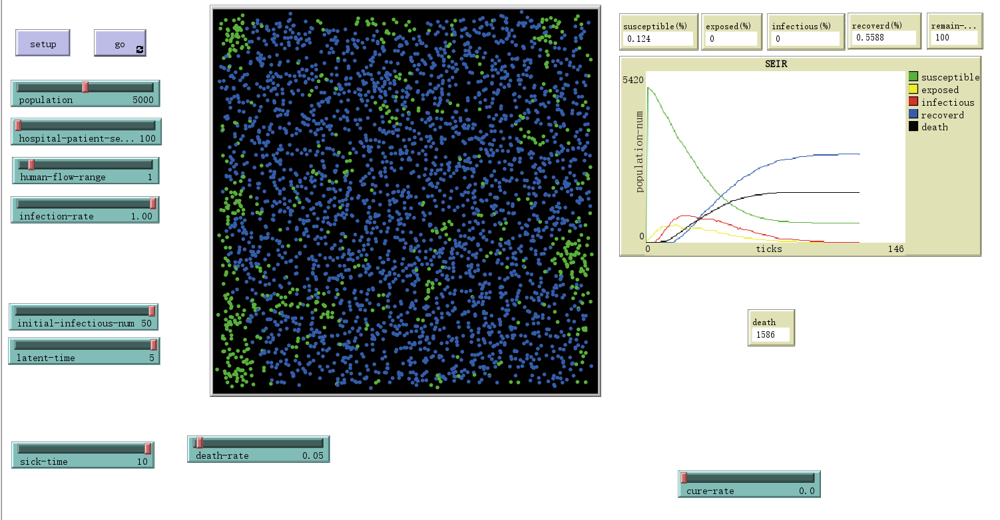 setup
go
population 5000
hospital-patient-se... 100
human-flow-range 1
infection-rate 1.00
initial-infectious-num 50
latent-time 5
sick-time 10
death-rate 0.05
susceptible(%)
0.124
exposed(%)
0
infectious(%)
0
recoverd(%)
0.5588
remain-...
100
SEIR
5420
population-num
0
0
ticks
146
susceptible
exposed
infectious
recoverd
death
death
1586
cure-rate 0.0